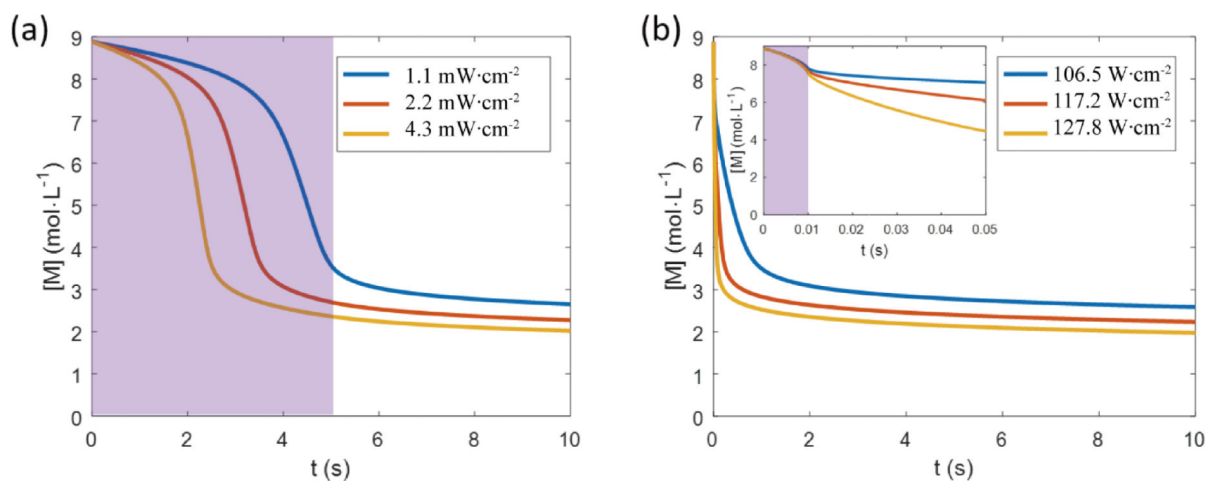 (a)
9
8
7
6
5
4
3
2
1
0
[M] (mol·L⁻¹)
1.1 mW·cm⁻²
2.2 mW·cm⁻²
4.3 mW·cm⁻²
0 2 4 6 8 10
t (s)
(b)
9
8
7
6
5
4
3
2
1
0
[M] (mol·L⁻¹)
8
6
4
2
0
[M] (mol·L⁻¹)
0 0.01 0.02 0.03 0.04 0.05
t (s)
106.5 W·cm⁻²
117.2 W·cm⁻²
127.8 W·cm⁻²
0 2 4 6 8 10
t (s)